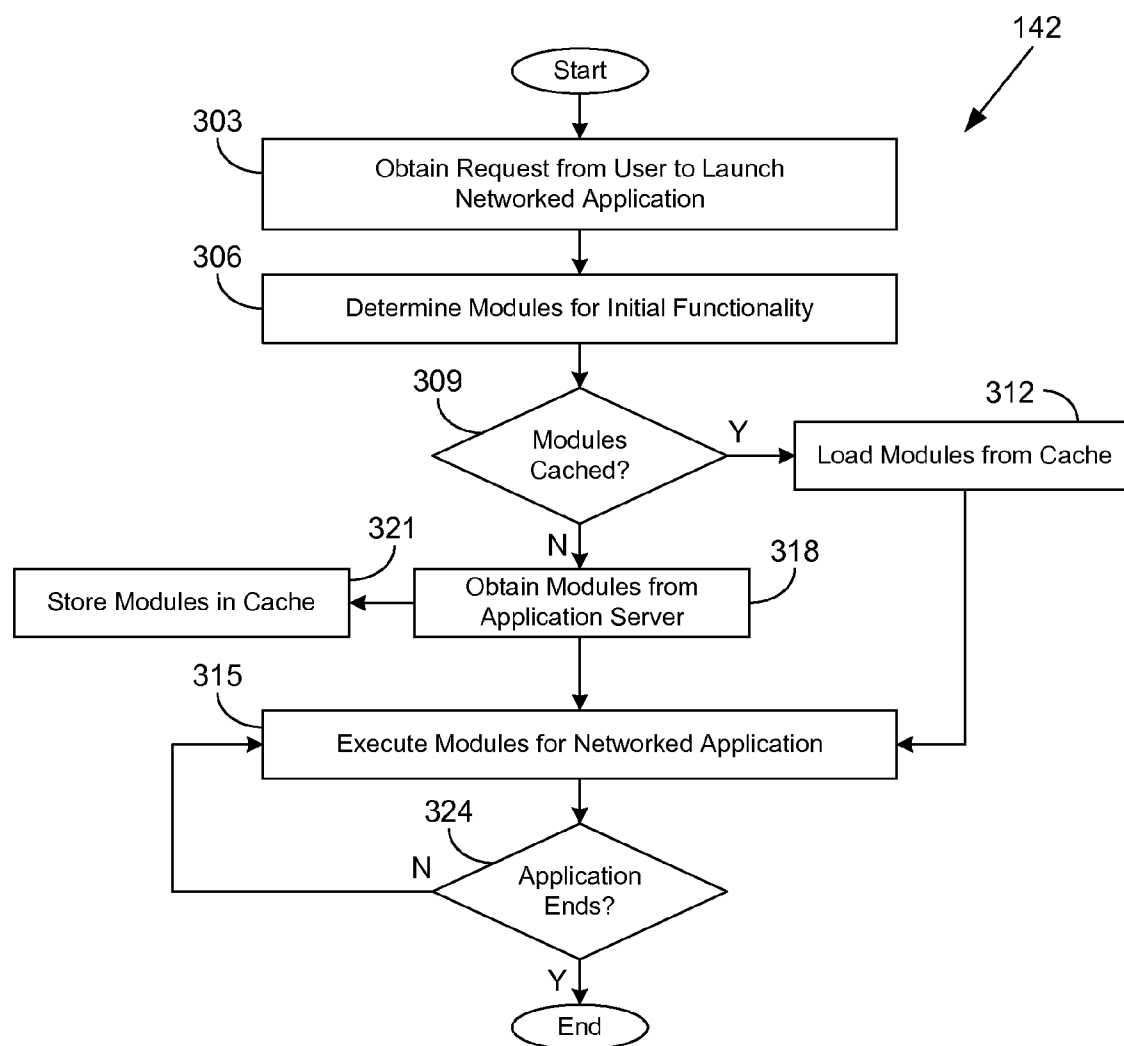 142
Start
303
Obtain Request from User to Launch
Networked Application
306
Determine Modules for Initial Functionality
309
Modules
Cached?
Y
312
Load Modules from Cache
N
321
Store Modules in Cache
318
Obtain Modules from
Application Server
315
Execute Modules for Networked Application
324
N
Application
Ends?
Y
End